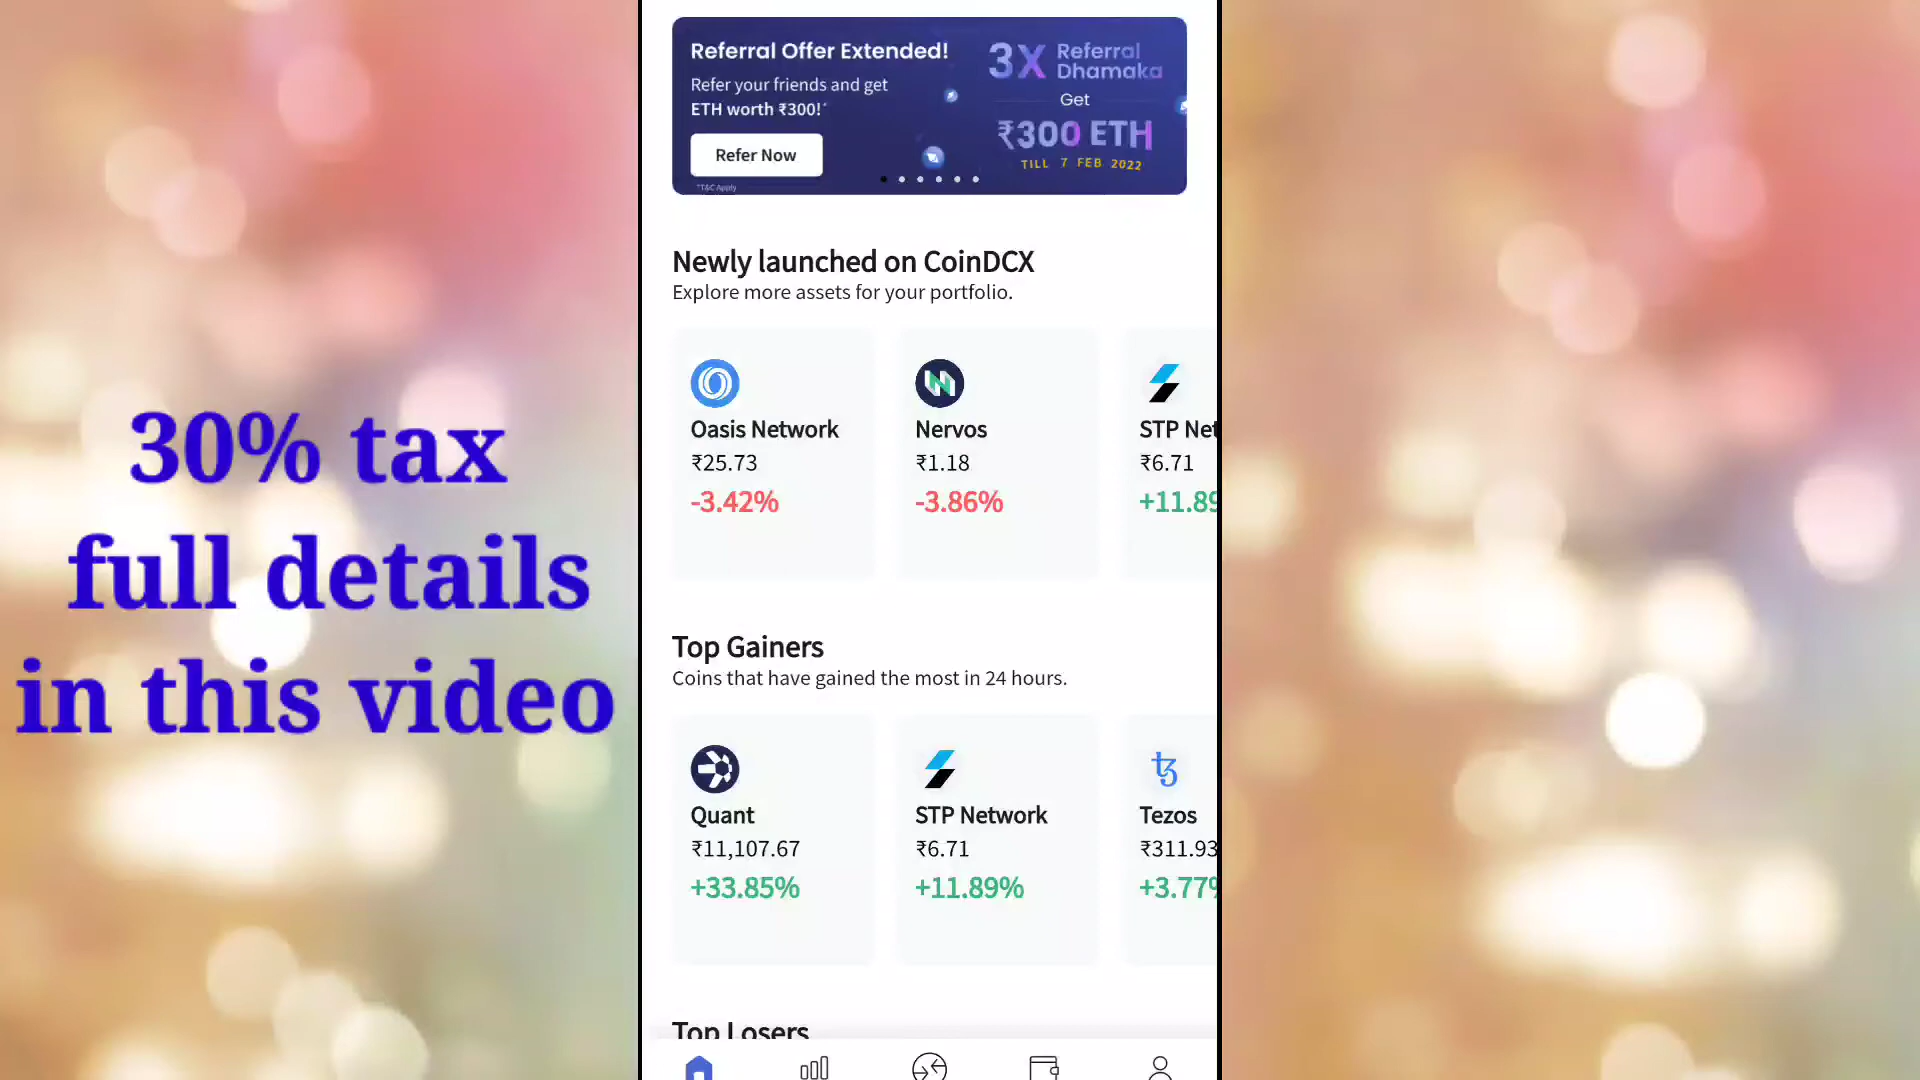 30% tax
full details
in this video
Referral Offer Extended!
Refer your friends and get
ETH worth ₹300!*
Refer Now
*T&C Apply
3X Referral Dhamaka
Get
₹300 ETH
TILL 7 FEB 2022
Newly launched on CoinDCX
Explore more assets for your portfolio.
Oasis Network
₹25.73
-3.42%
Nervos
₹1.18
-3.86%
STP Net
₹6.71
+11.89
Top Gainers
Coins that have gained the most in 24 hours.
Quant
₹11,107.67
+33.85%
STP Network
₹6.71
+11.89%
Tezos
₹311.93
+3.77%
Top Losers